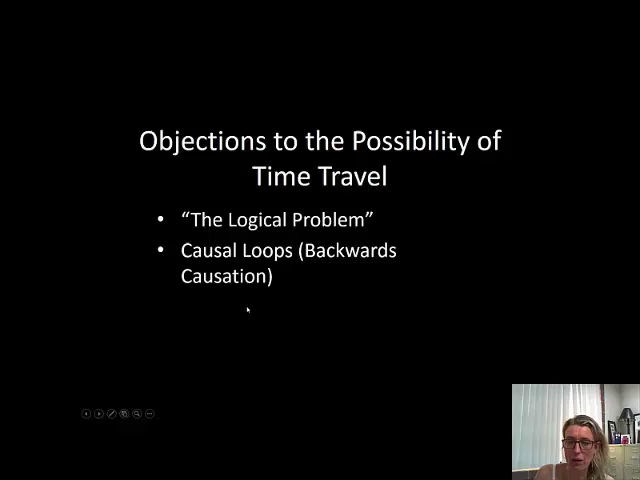 Objections to the Possibility of
Time Travel
• “The Logical Problem”
• Causal Loops (Backwards
Causation)